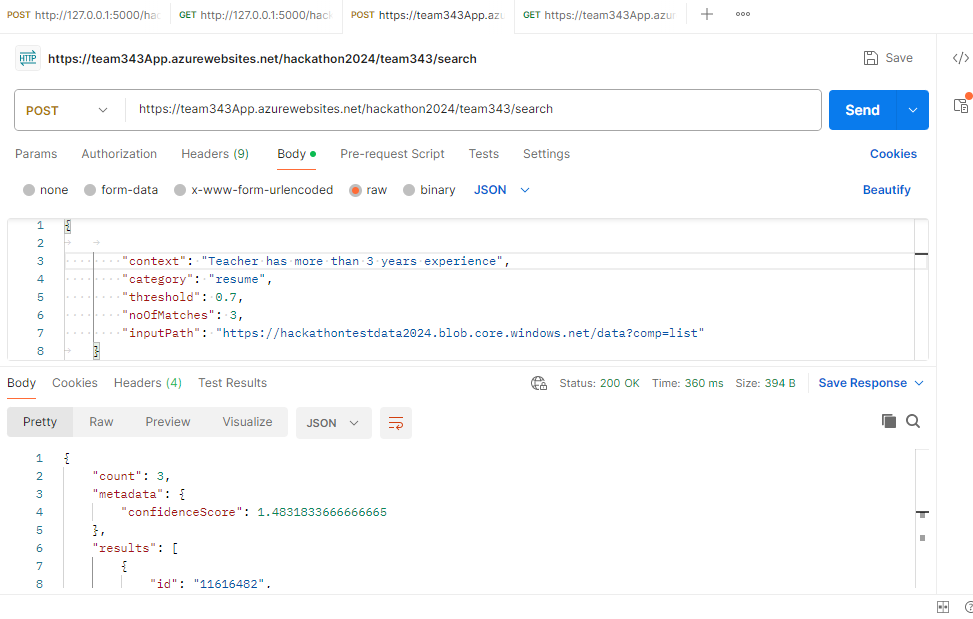 POST http://127.0.0.1:5000/hac GET http://127.0.0.1:5000/hack POST https://team343App.azu GET https://team343App.azur
HTTP https://team343App.azurewebsites.net/hackathon2024/team343/search Save
POST https://team343App.azurewebsites.net/hackathon2024/team343/search Send
Params Authorization Headers (9) Body Pre-request Script Tests Settings Cookies
none form-data x-www-form-urlencoded raw binary JSON Beautify
1 {
2
3 "context": "Teacher has more than 3 years experience",
4 "category": "resume",
5 "threshold": 0.7,
6 "noOfMatches": 3,
7 "inputPath": "https://hackathontestdata2024.blob.core.windows.net/data?comp=list"
8 }
Body Cookies Headers (4) Test Results Status: 200 OK Time: 360 ms Size: 394 B Save Response
Pretty Raw Preview Visualize JSON
1 {
2 "count": 3,
3 "metadata": {
4 "confidenceScore": 1.4831833666666665
5 },
6 "results": [
7 {
8 "id": "11616482",